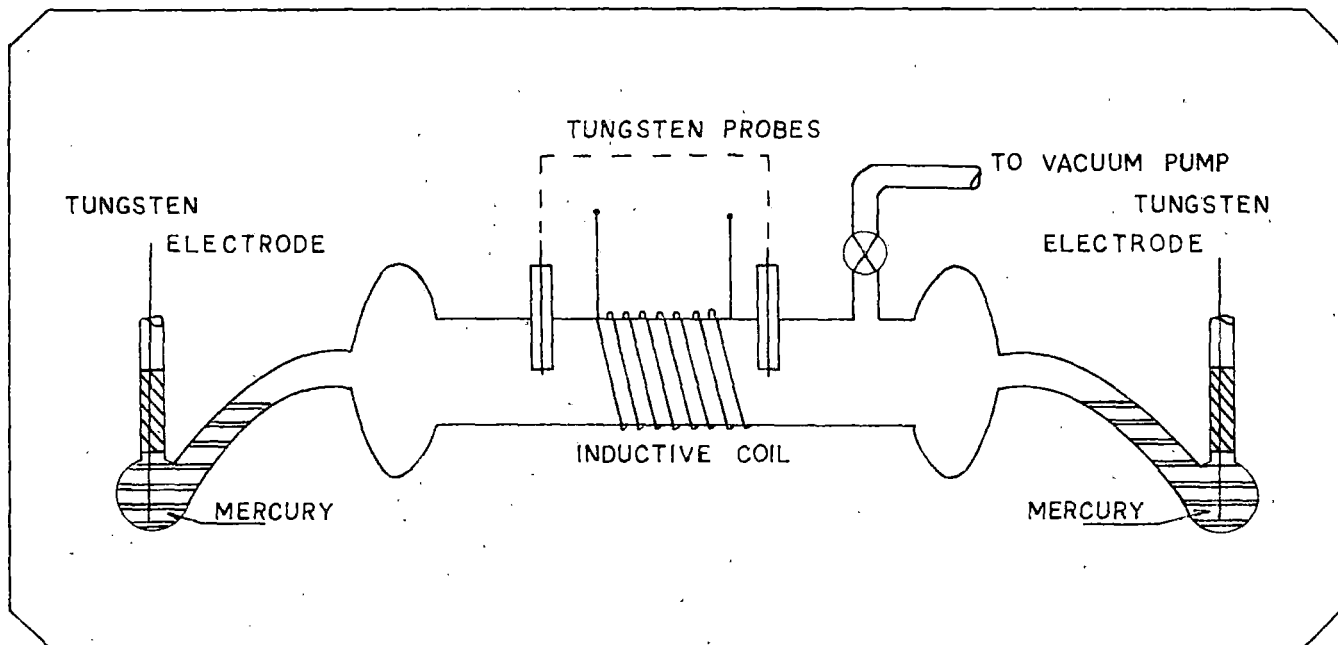 TUNGSTEN PROBES
TO VACUUM PUMP
TUNGSTEN
ELECTRODE
TUNGSTEN
ELECTRODE
INDUCTIVE COIL
MERCURY
MERCURY